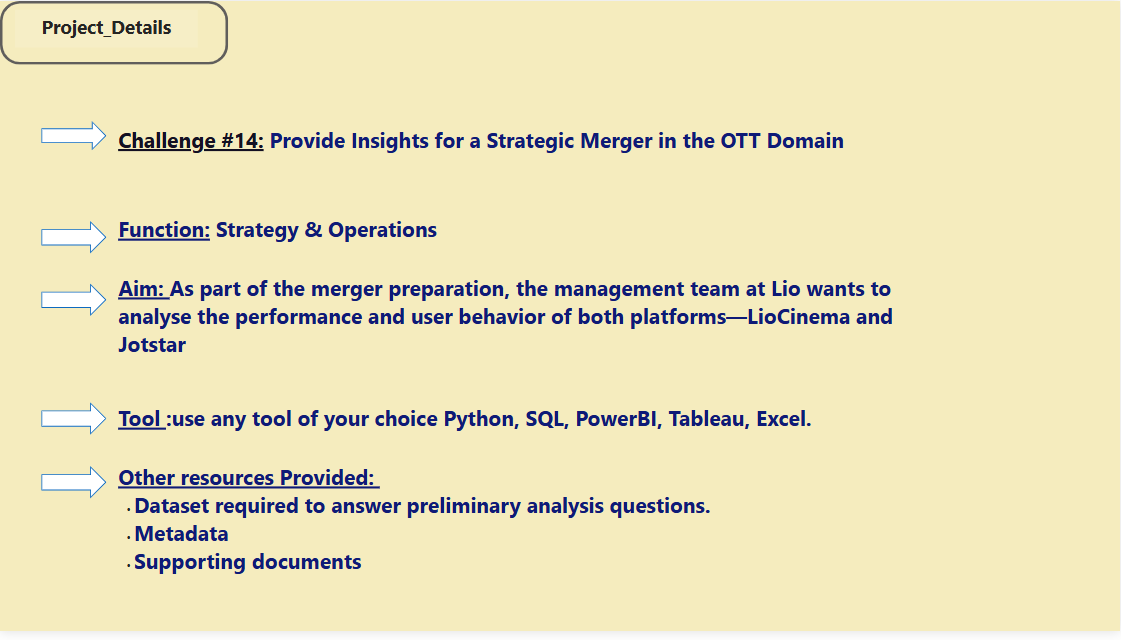 Project_Details
Challenge #14: Provide Insights for a Strategic Merger in the OTT Domain
Function: Strategy & Operations
Aim: As part of the merger preparation, the management team at Lio wants to
analyse the performance and user behavior of both platforms—LioCinema and
Jotstar
Tool :use any tool of your choice Python, SQL, PowerBI, Tableau, Excel.
Other resources Provided:
· Dataset required to answer preliminary analysis questions.
· Metadata
· Supporting documents